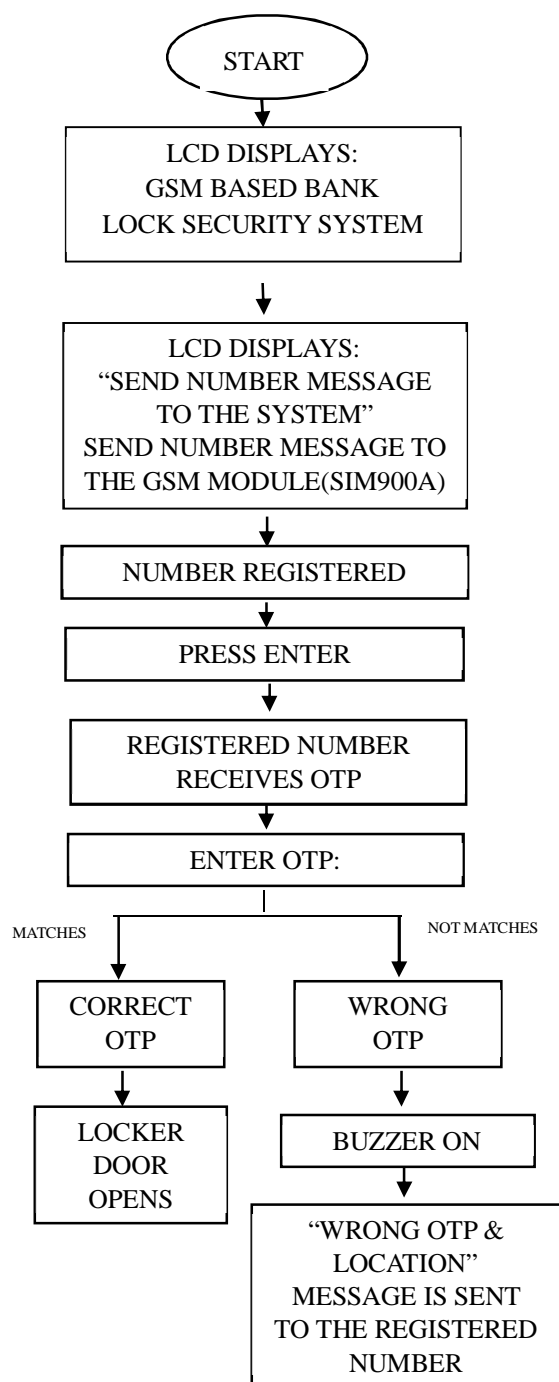 START
LCD DISPLAYS:
GSM BASED BANK
LOCK SECURITY SYSTEM
LCD DISPLAYS:
“SEND NUMBER MESSAGE
TO THE SYSTEM”
SEND NUMBER MESSAGE TO
THE GSM MODULE(SIM900A)
NUMBER REGISTERED
PRESS ENTER
REGISTERED NUMBER
RECEIVES OTP
ENTER OTP:
MATCHES
NOT MATCHES
CORRECT
OTP
WRONG
OTP
LOCKER
DOOR
OPENS
BUZZER ON
“WRONG OTP &
LOCATION”
MESSAGE IS SENT
TO THE REGISTERED
NUMBER